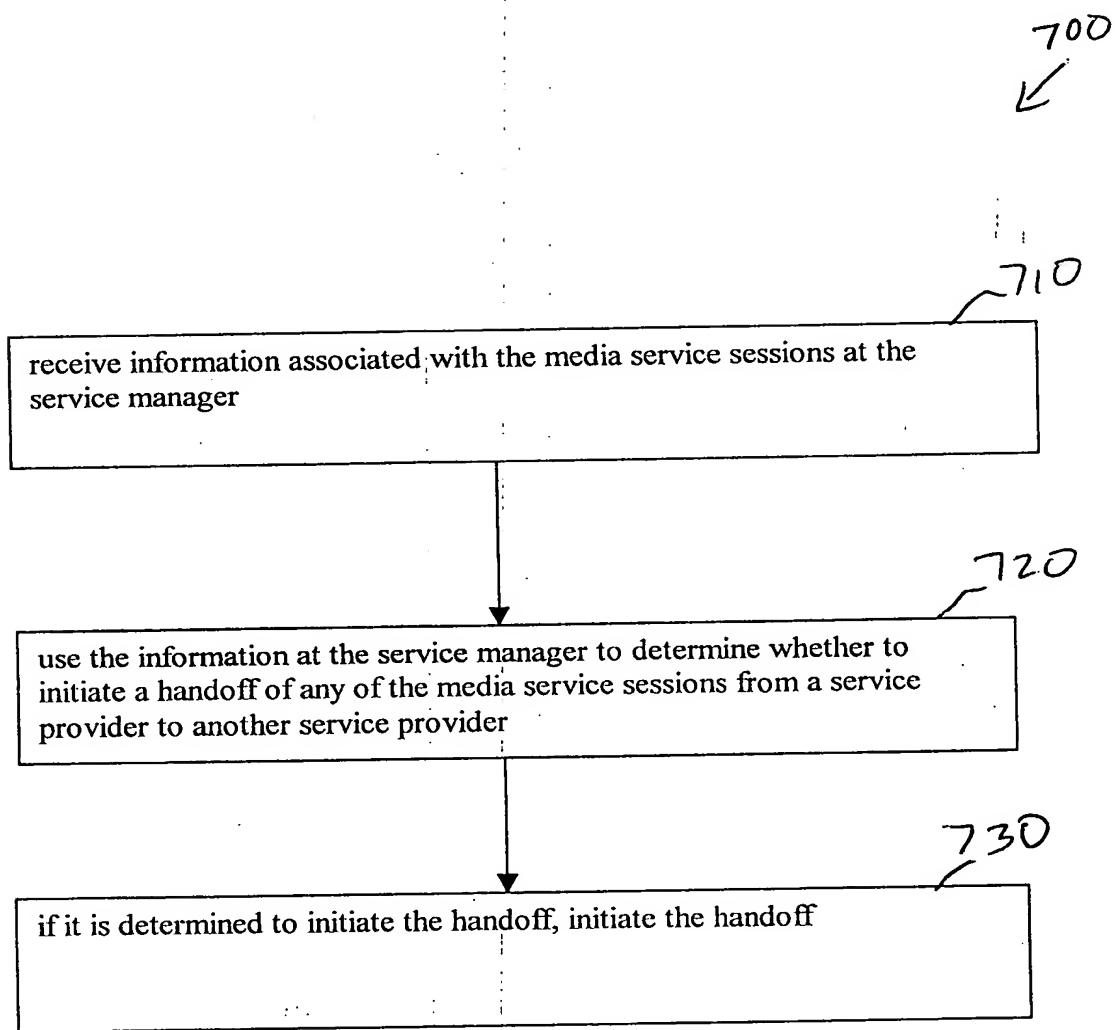 700
710
receive information associated with the media service sessions at the
service manager
720
use the information at the service manager to determine whether to
initiate a handoff of any of the media service sessions from a service
provider to another service provider
730
if it is determined to initiate the handoff, initiate the handoff